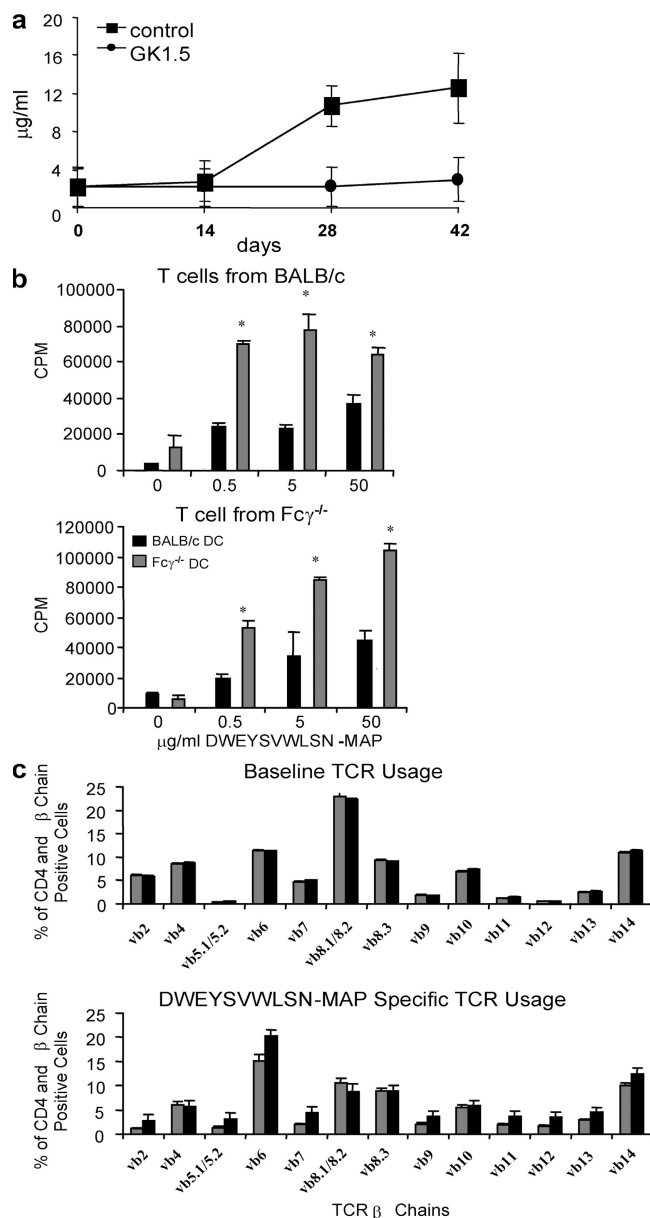 a
control
GK1.5
20
16
12
8
4
0
μg/ml
0 14 28 42
days
b
T cells from BALB/c
100000
80000
60000
40000
20000
0
CPM
* * *
0 0.5 5 50
T cell from Fcγ-/-
BALB/c DC
Fcγ-/- DC
120000
100000
80000
60000
40000
20000
0
CPM
* * *
0 0.5 5 50
μg/ml DWEYSVWLSN -MAP
c
Baseline TCR Usage
% of CD4 and β Chain
Positive Cells
25
20
15
10
5
0
vb2 vb4 vb5.1/5.2 vb6 vb7 vb8.1/8.2 vb8.3 vb9 vb10 vb11 vb12 vb13 vb14
DWEYSVWLSN-MAP Specific TCR Usage
% of CD4 and β Chain
Positive Cells
25
20
15
10
5
0
vb2 vb4 vb5.1/5.2 vb6 vb7 vb8.1/8.2 vb8.3 vb9 vb10 vb11 vb12 vb13 vb14
TCR β Chains